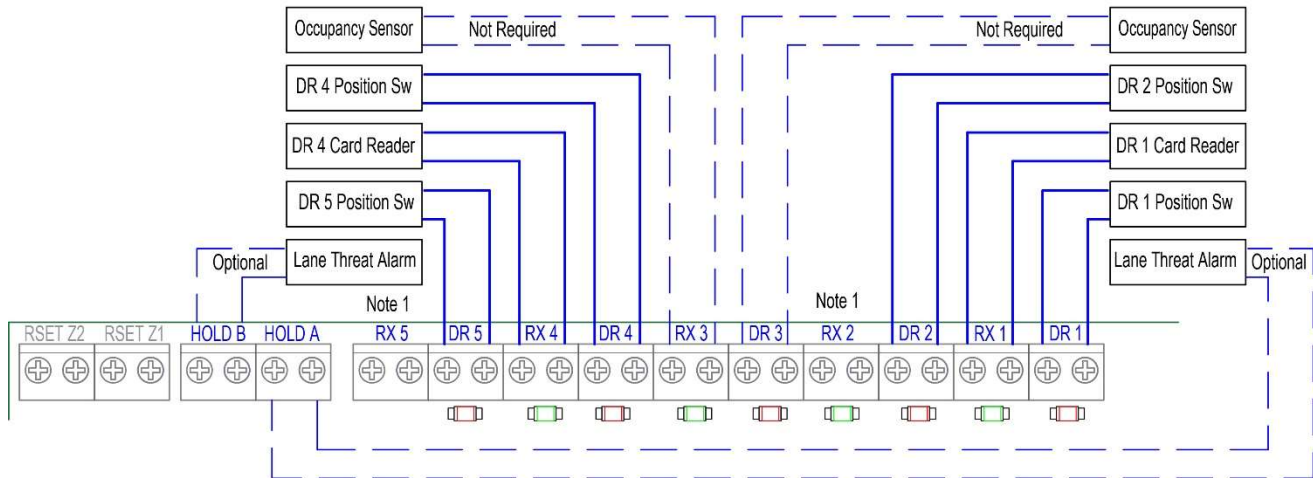 Occupancy Sensor
Not Required
Not Required
Occupancy Sensor
DR 4 Position Sw
DR 2 Position Sw
DR 4 Card Reader
DR 1 Card Reader
DR 5 Position Sw
DR 1 Position Sw
Optional
Lane Threat Alarm
Lane Threat Alarm
Optional
Note 1
Note 1
RSET Z2
RSET Z1
HOLD B
HOLD A
RX 5
DR 5
RX 4
DR 4
RX 3
DR 3
RX 2
DR 2
RX 1
DR 1